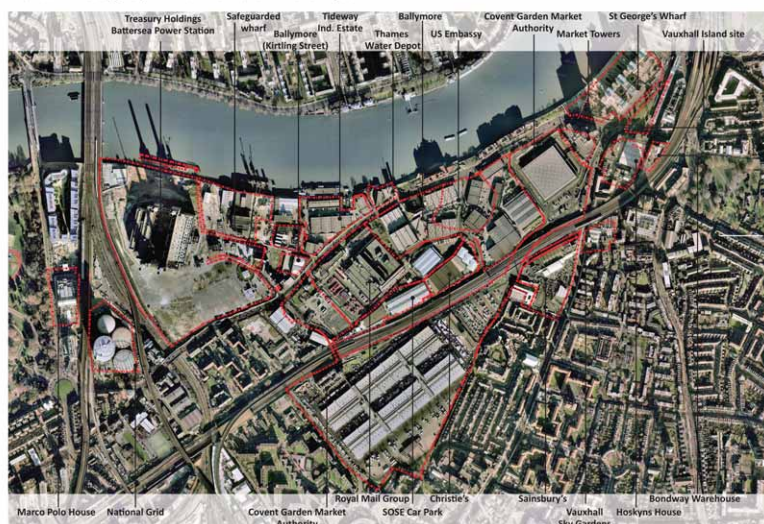 Treasury Holdings
Battersea Power Station
Safeguarded
wharf
Ballymore
(Kirtling Street)
Tideway
Ind. Estate
Thames
Water Depot
Ballymore
US Embassy
Covent Garden Market
Authority
Market Towers
St George's Wharf
Vauxhall Island site
Marco Polo House
National Grid
Covent Garden Market
Authority
Royal Mail Group
SOSE Car Park
Christie's
Sainsbury's
Vauxhall
Sky Gardens
Hoskyns House
Bondway Warehouse